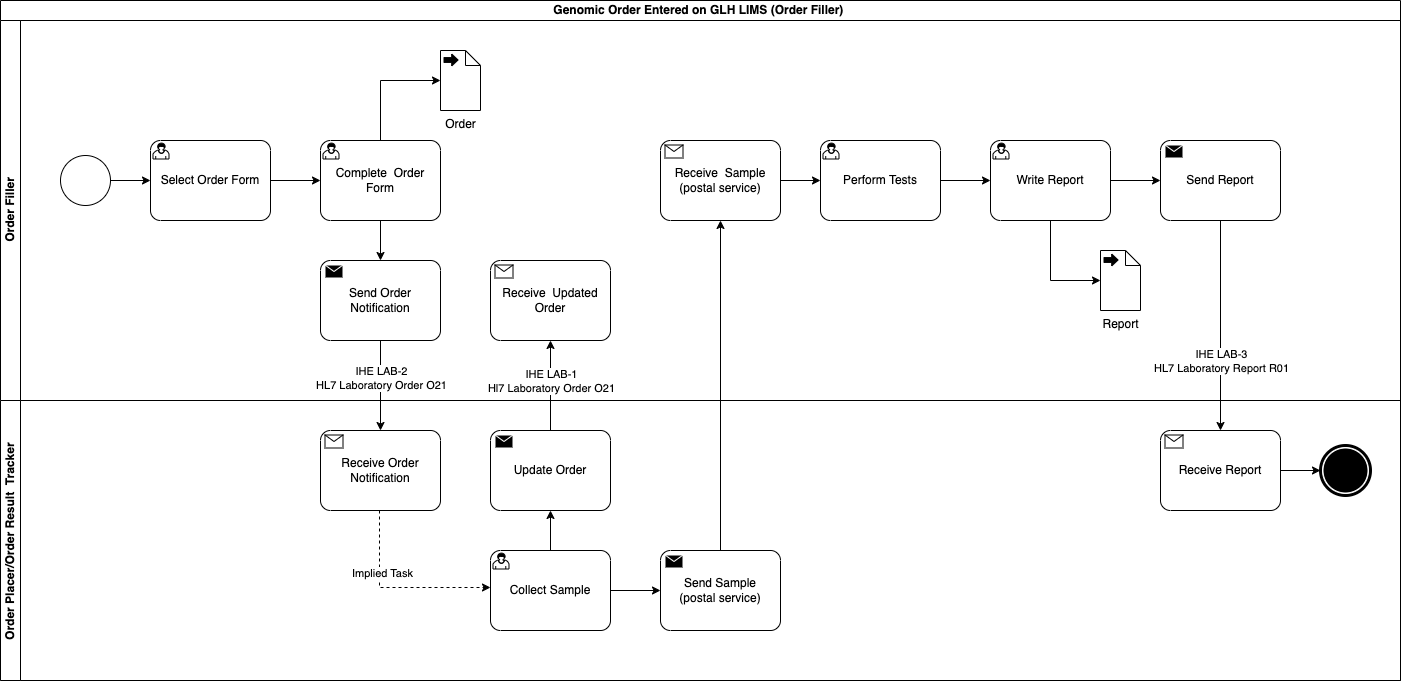 Genomic Order Entered on GLH LIMS (Order Filler)
Order Filler
Order
Select Order Form
Complete Order
Form
Receive Sample
(postal service)
Perform Tests
Write Report
Send Report
Send Order
Notification
Receive Updated
Order
Report
IHE LAB-2
HL7 Laboratory Order O21
IHE LAB-1
Hl7 Laboratory Order O21
IHE LAB-3
HL7 Laboratory Report R01
Order Placer/Order Result Tracker
Receive Order
Notification
Update Order
Receive Report
Implied Task
Collect Sample
Send Sample
(postal service)